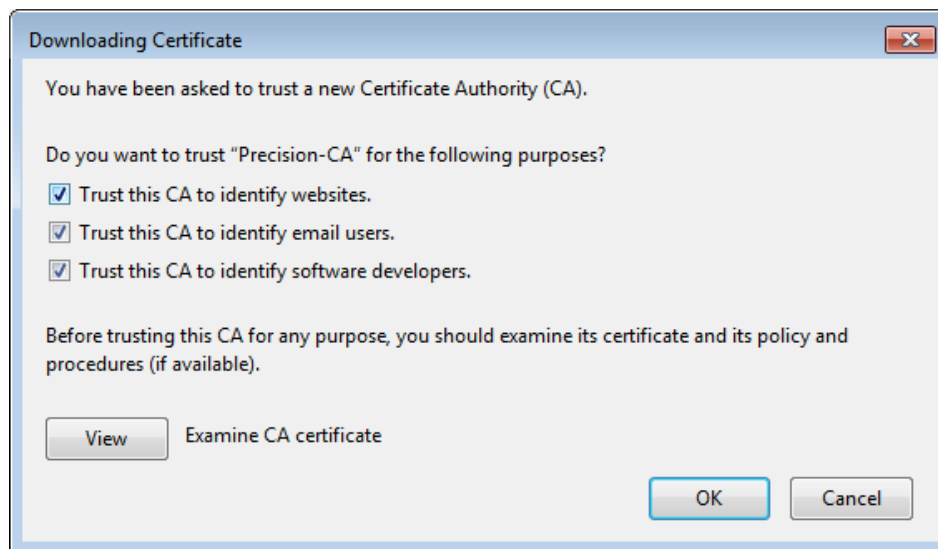 Downloading Certificate
You have been asked to trust a new Certificate Authority (CA).
Do you want to trust “Precision-CA” for the following purposes?
Trust this CA to identify websites.
Trust this CA to identify email users.
Trust this CA to identify software developers.
Before trusting this CA for any purpose, you should examine its certificate and its policy and
procedures (if available).
View Examine CA certificate
OK Cancel